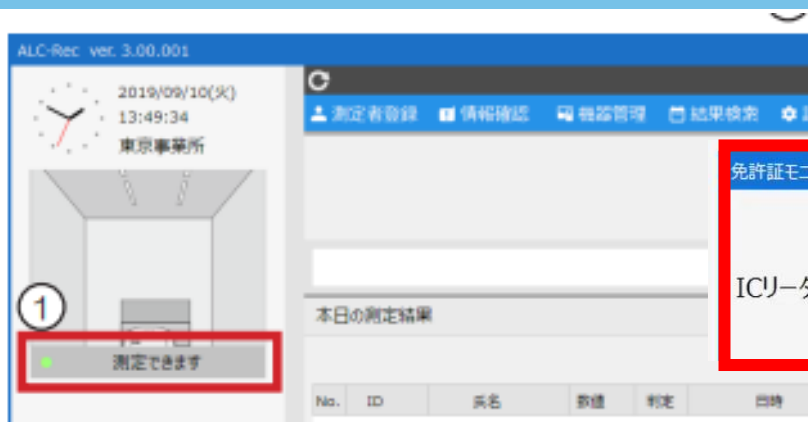 ALC-Rec ver. 3.00.001
2019/09/10(火)
13:49:34
東京事業所
測定者登録 情報確認 機器管理 結果検索
免許証モニ
ICリータ
1
測定できます
本日の測定結果
No. ID 氏名 数値 判定 日時